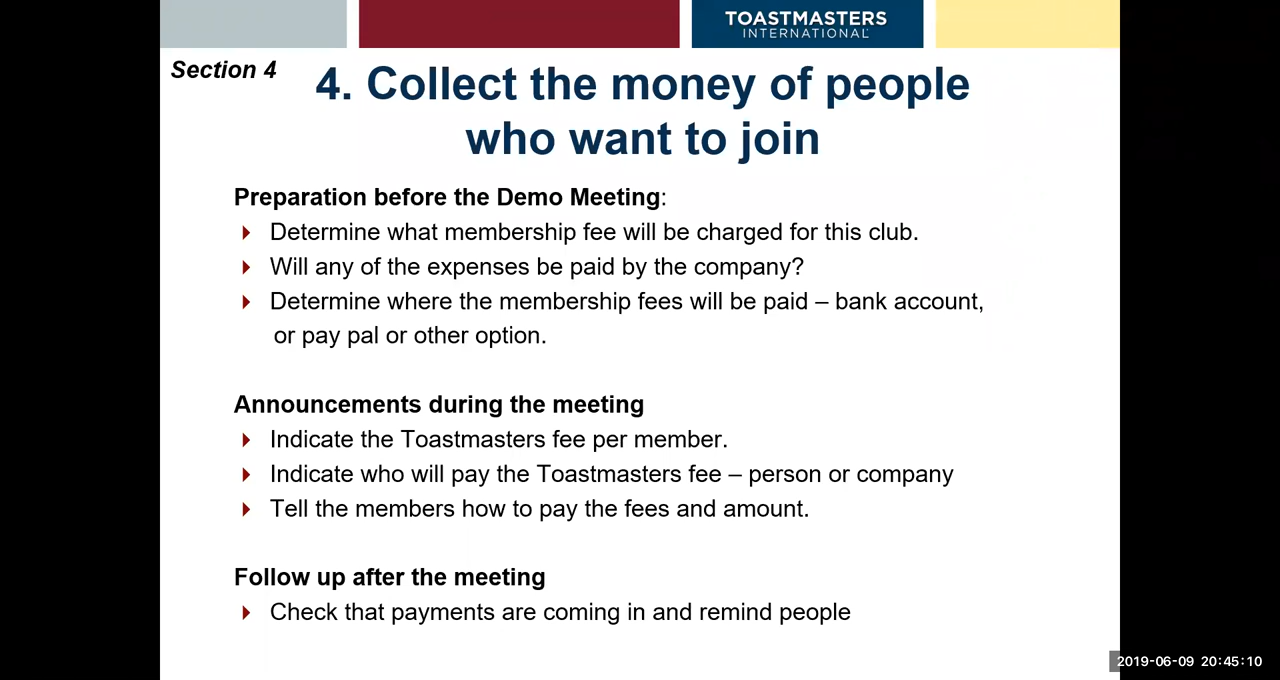 TOASTMASTERS
INTERNATIONAL
Section 4
4. Collect the money of people
who want to join
Preparation before the Demo Meeting:
Determine what membership fee will be charged for this club.
Will any of the expenses be paid by the company?
Determine where the membership fees will be paid – bank account,
or pay pal or other option.
Announcements during the meeting
Indicate the Toastmasters fee per member.
Indicate who will pay the Toastmasters fee – person or company
Tell the members how to pay the fees and amount.
Follow up after the meeting
Check that payments are coming in and remind people
2019-06-09 20:45:10